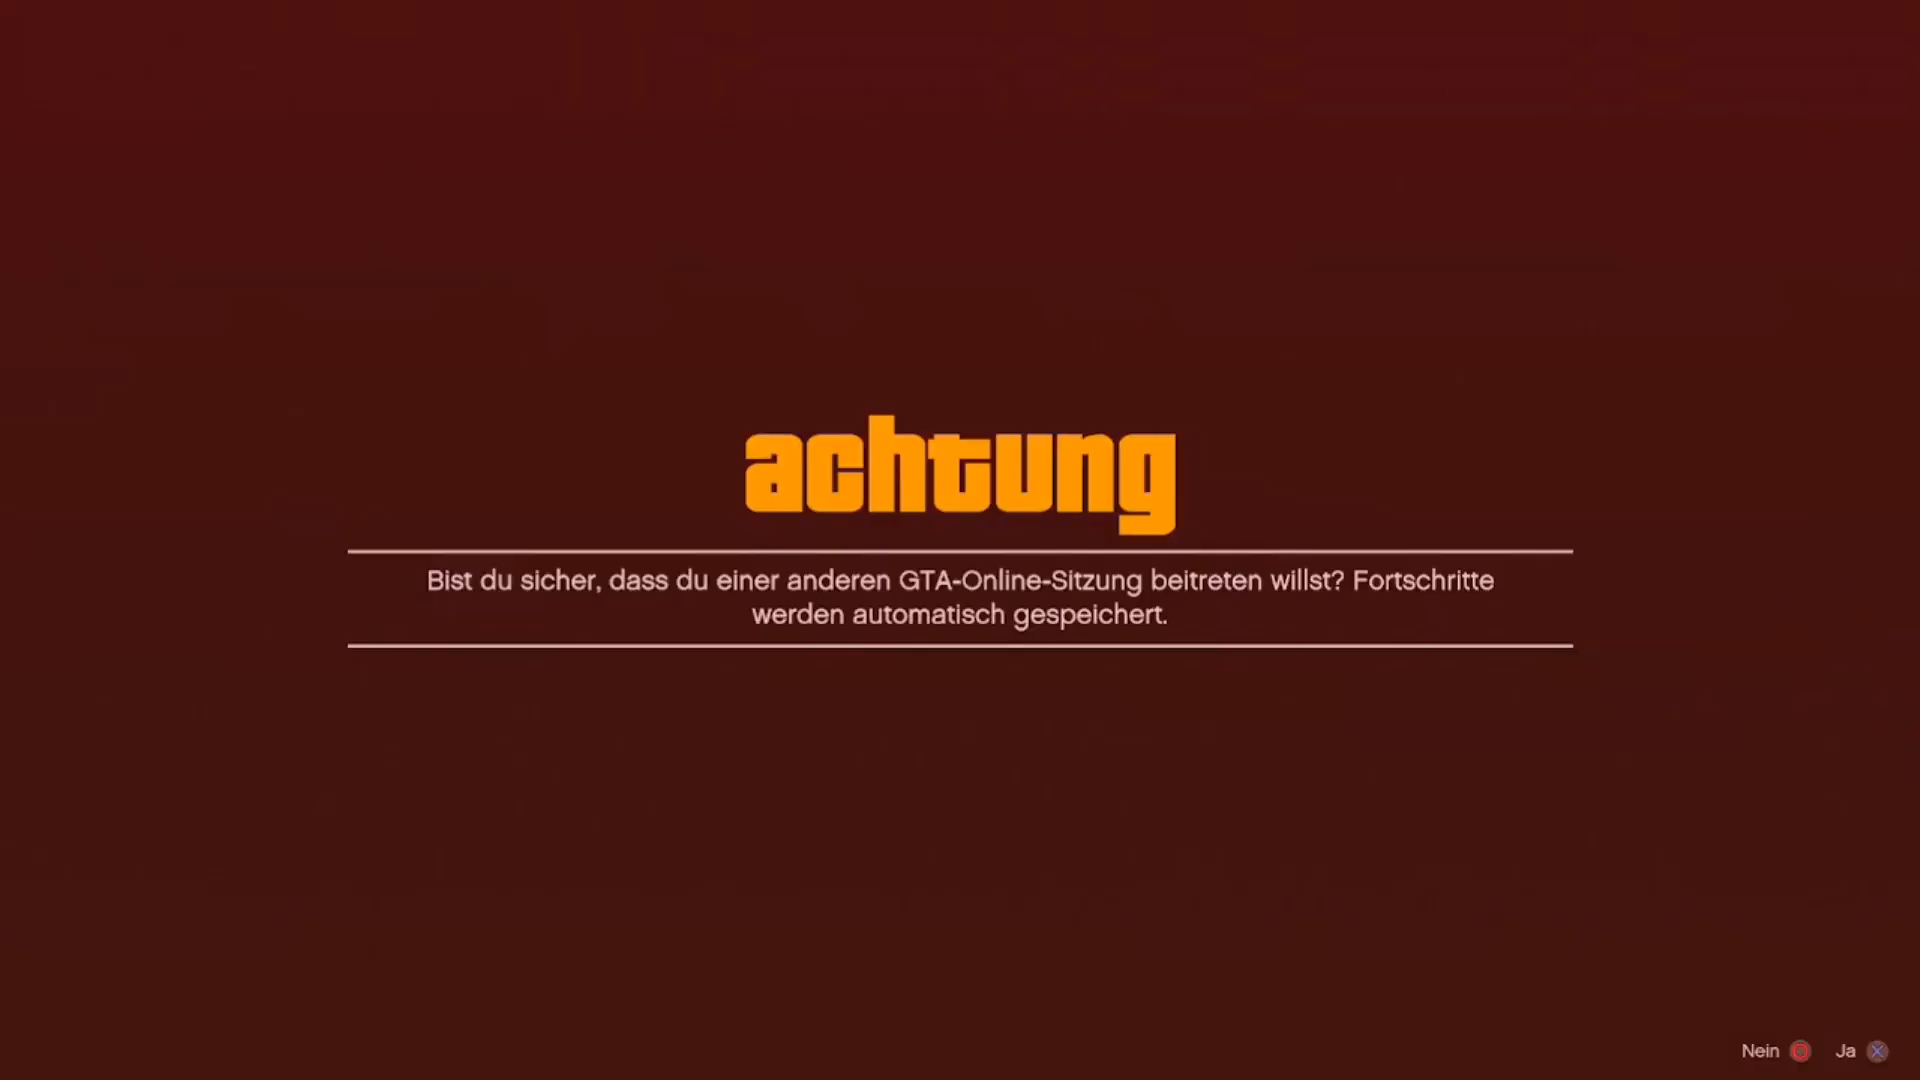 achtung
Bist du sicher, dass du einer anderen GTA-Online-Sitzung beitreten willst? Fortschritte
werden automatisch gespeichert.
Nein Ja